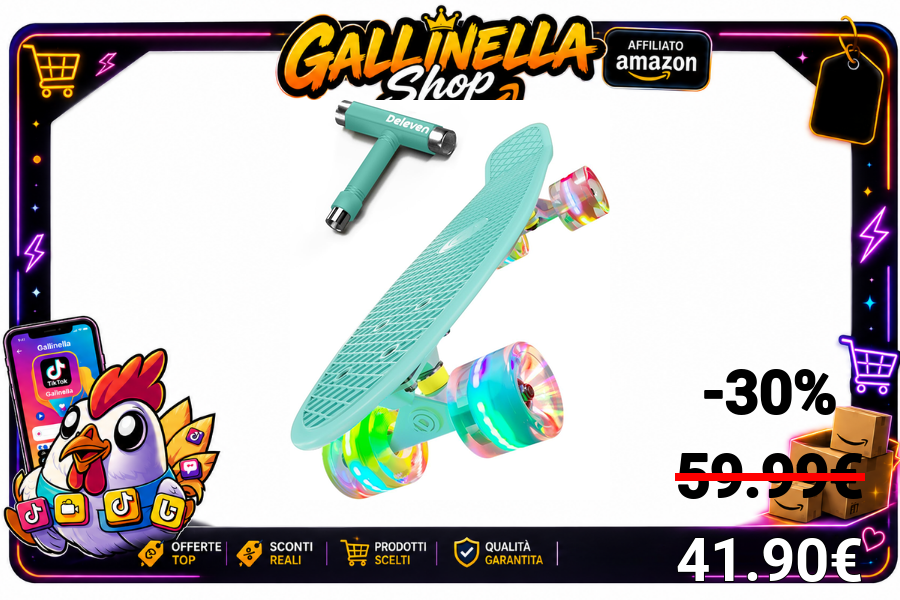 GALLINELLA
Shop
AFFILIATO
amazon
Deleven
Gallinella
TikTok
Gallinella
-30%
59.99€
41.90€
OFFERTE
TOP
SCONTI
REALI
PRODOTTI
SCELTI
QUALITÀ
GARANTITA